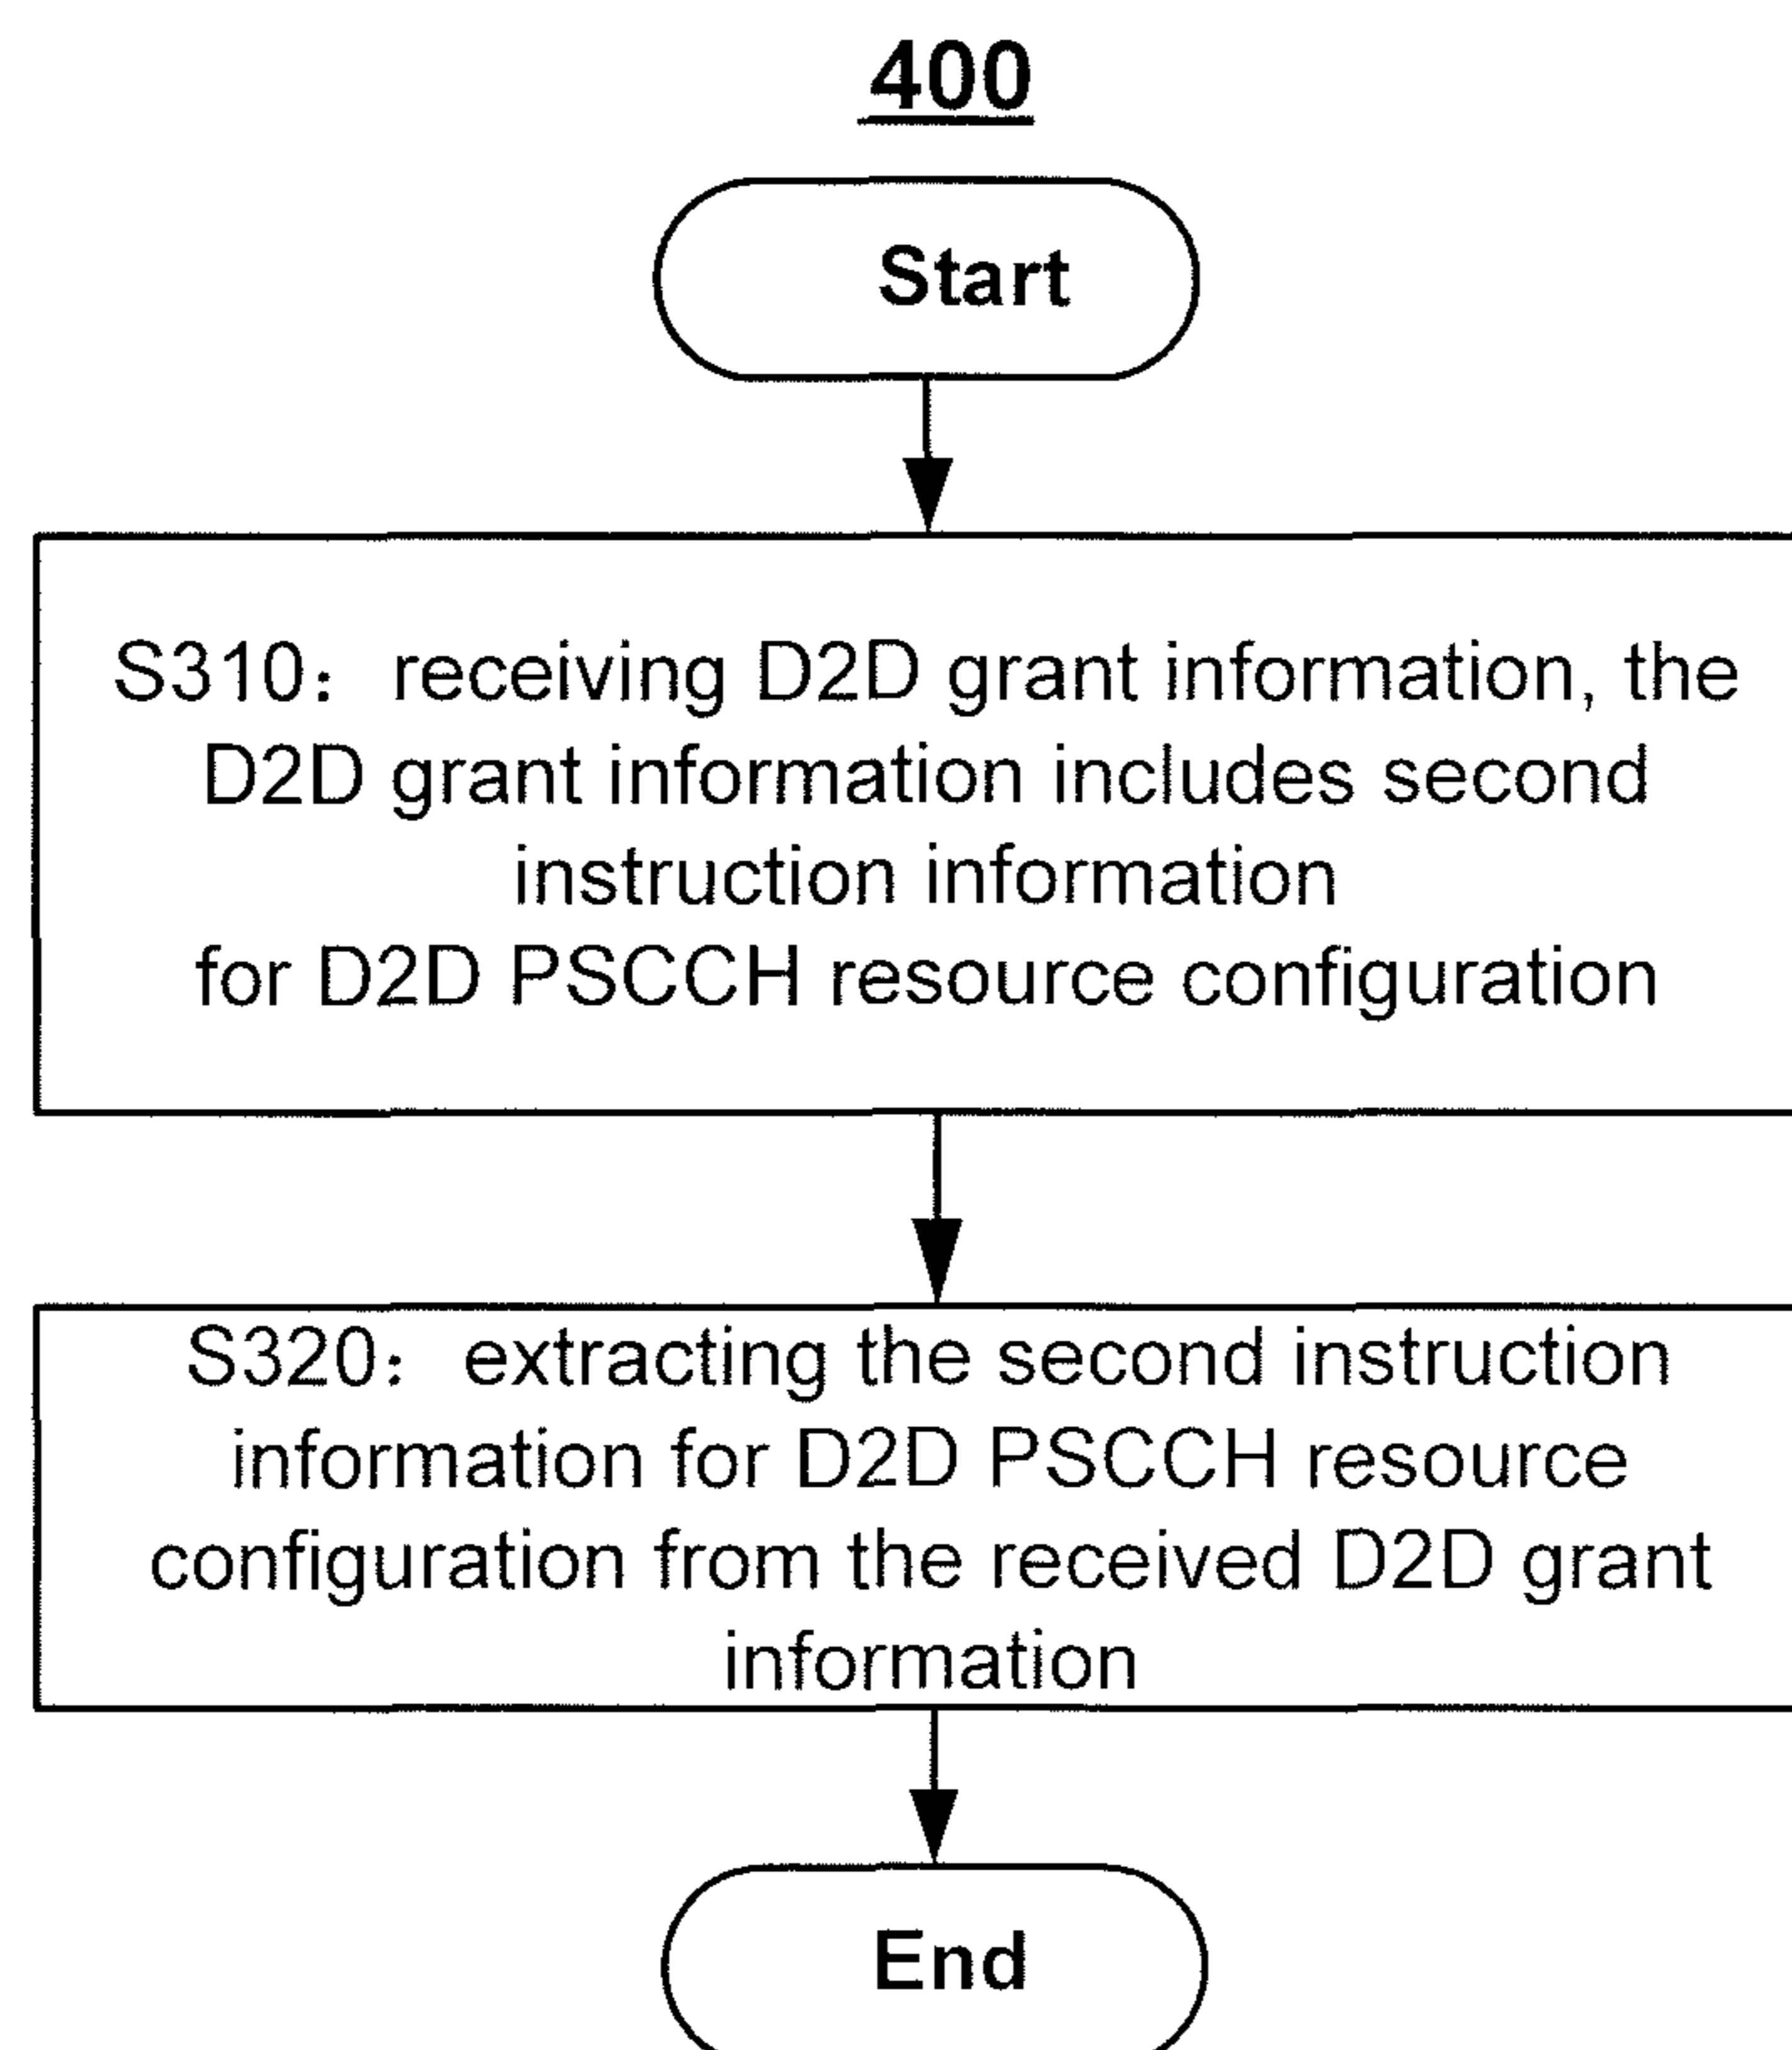 400
Start
S310： receiving D2D grant information, the
D2D grant information includes second
instruction information
for D2D PSCCH resource configuration
S320： extracting the second instruction
information for D2D PSCCH resource
configuration from the received D2D grant
information
End